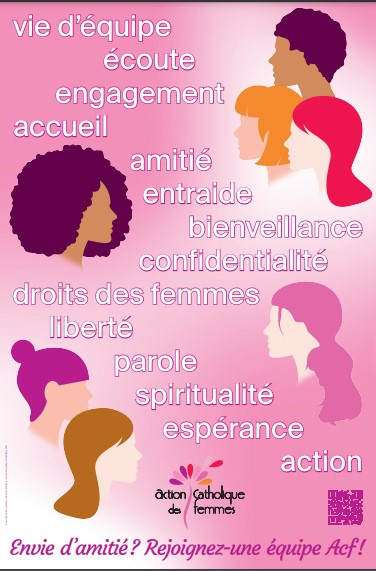 vie d'équipe
écoute
engagement
accueil
amitié
entraide
bienveillance
confidentialité
droits des femmes
liberté
parole
spiritualité
espérance
action
action catholique
des femmes
Envie d'amitié ? Rejoignez-une équipe Acf !